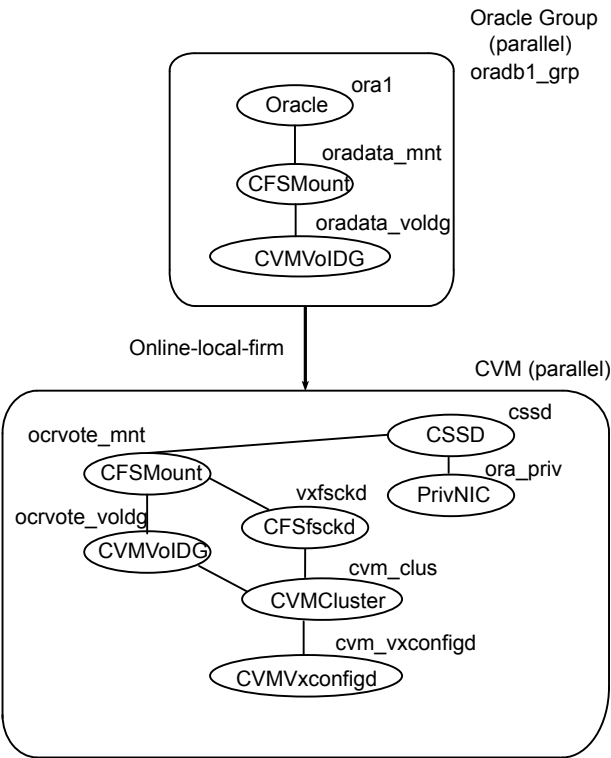 Oracle Group
(parallel)
oradb1_grp
ora1
Oracle
oradata_mnt
CFSMount
oradata_voldg
CVMVolDG
Online-local-firm
CVM (parallel)
cssd
ocrvote_mnt
CSSD
CFSMount
ora_priv
PrivNIC
vxfsckd
ocrvote_voldg
CFSfsckd
CVMVolDG
cvm_clus
CVMCluster
cvm_vxconfigd
CVMVxconfigd